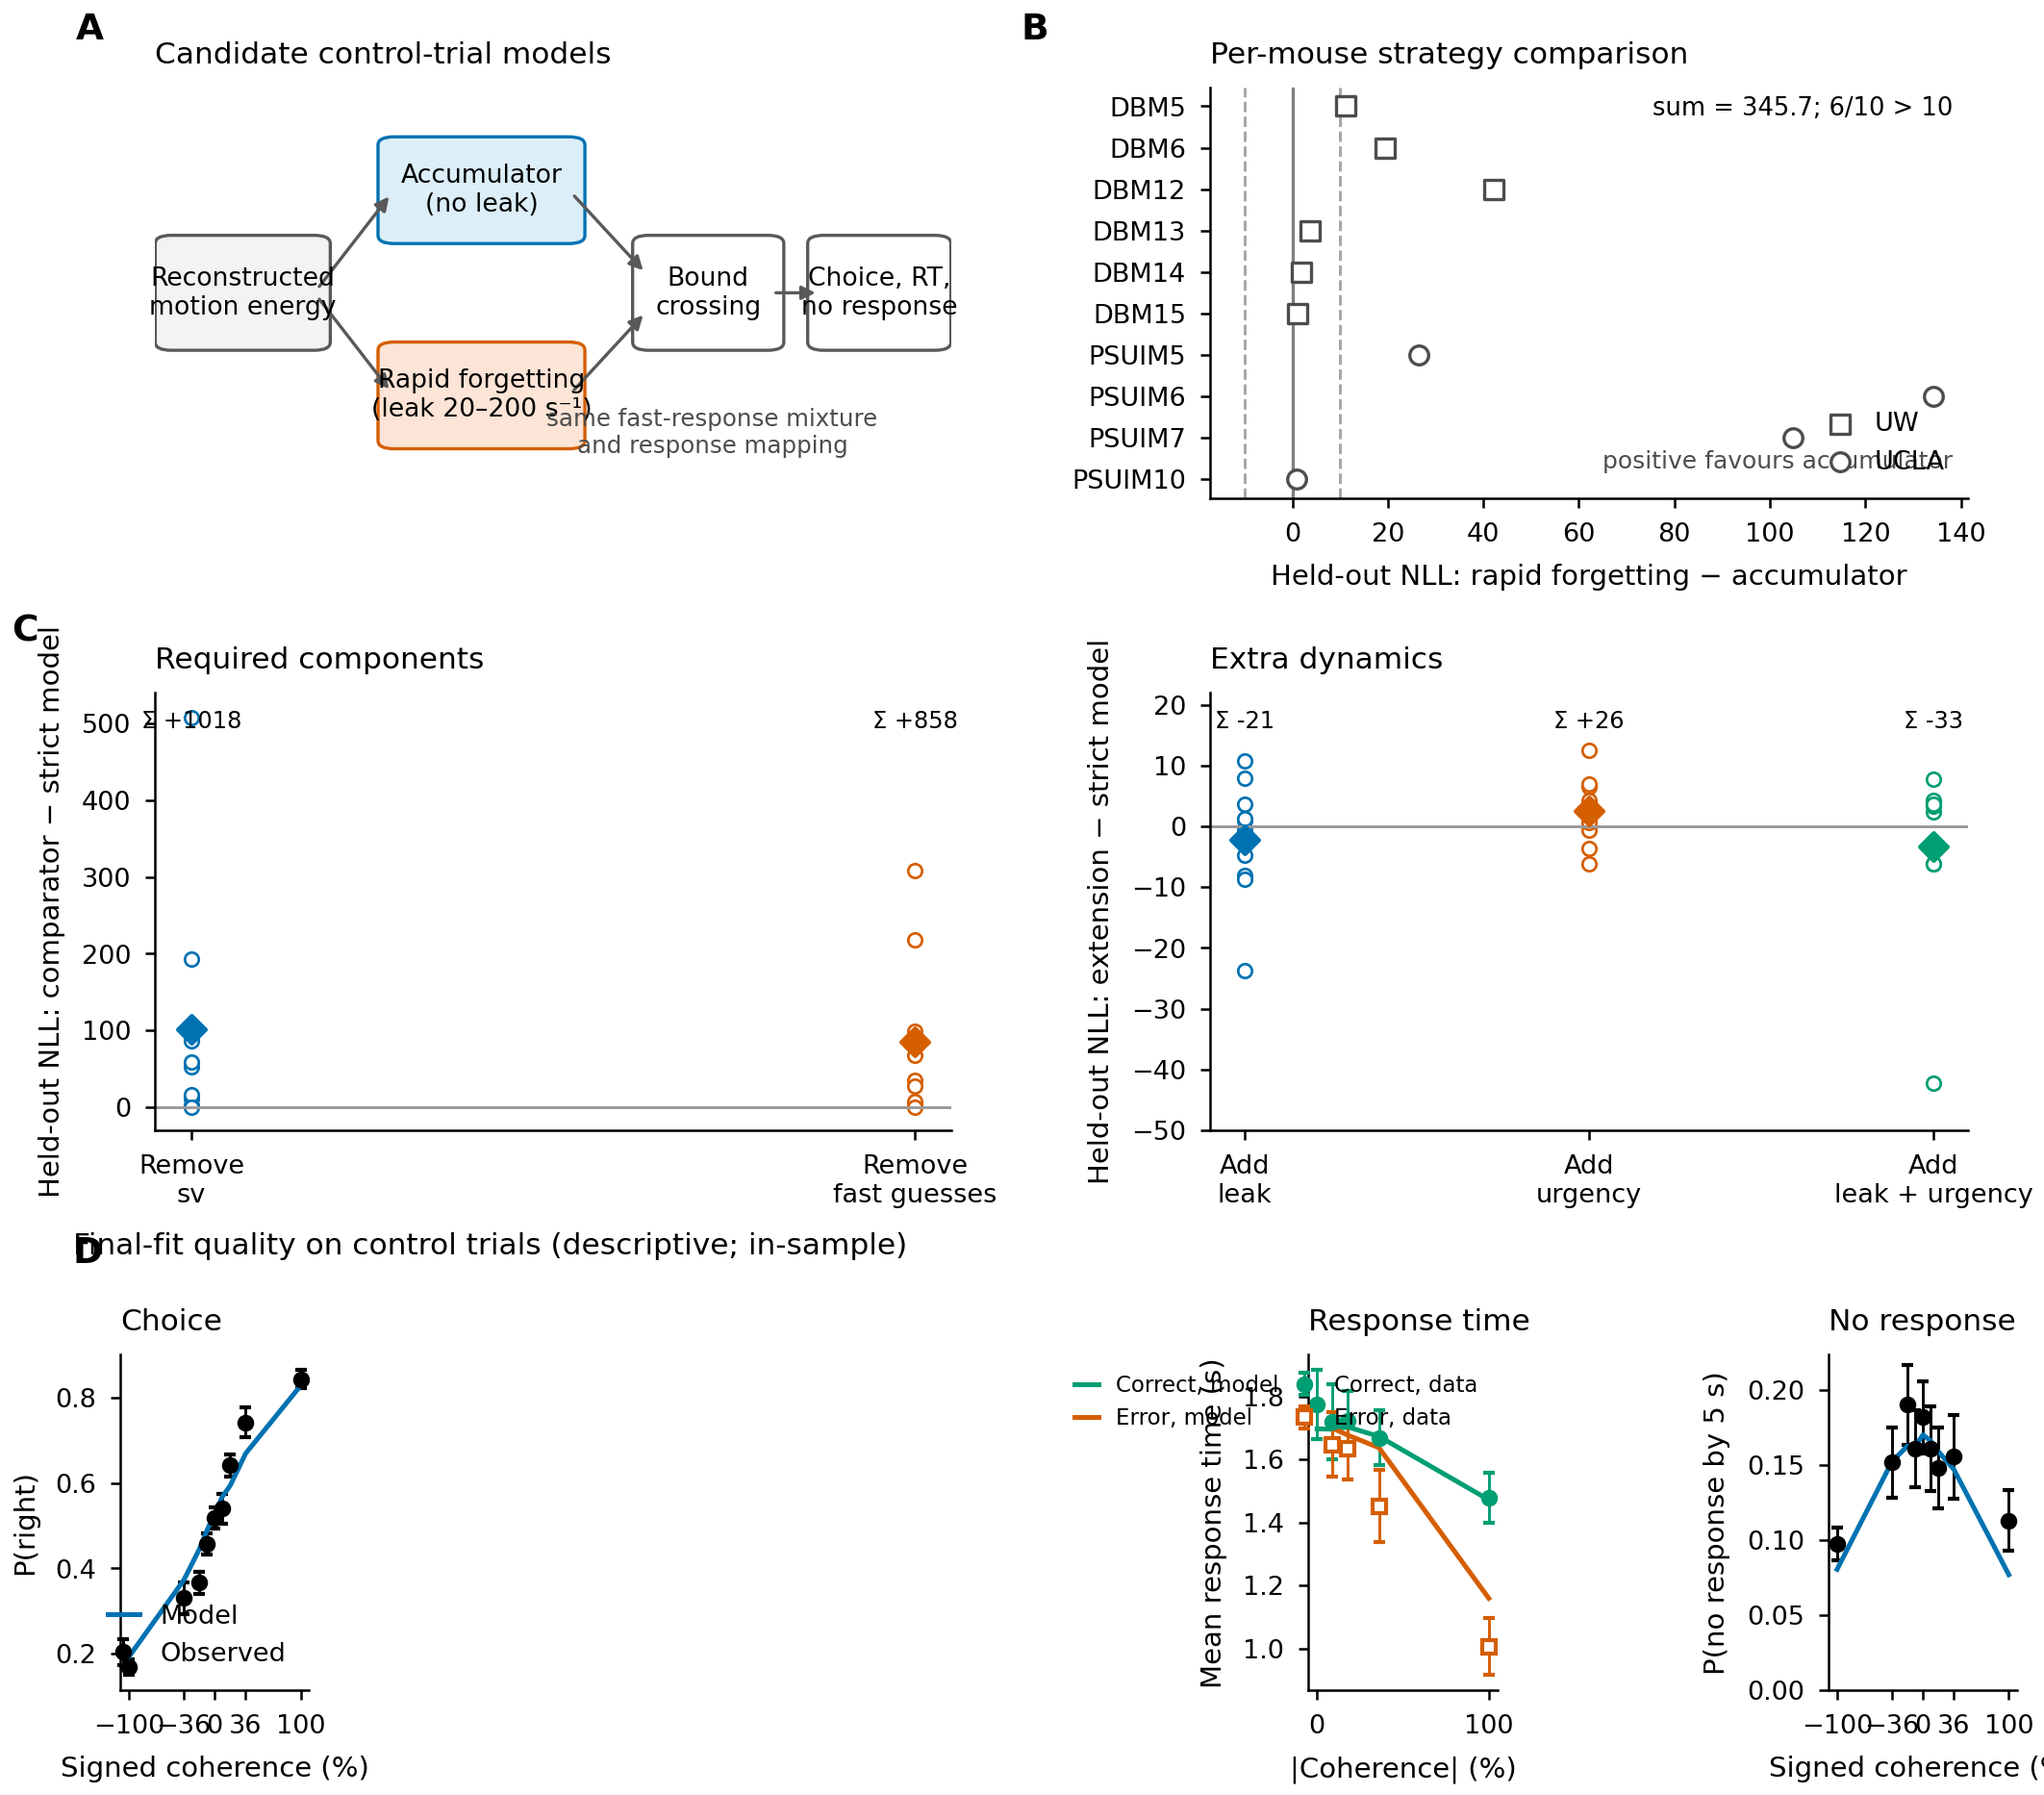 A
Candidate control-trial models
Accumulator
(no leak)
Reconstructed
motion energy
Bound
crossing
Choice, RT,
no response
Rapid forgetting
(leak 20–200 s⁻¹)
same fast-response mixture
and response mapping
B
Per-mouse strategy comparison
sum = 345.7; 6/10 > 10
DBM5
DBM6
DBM12
DBM13
DBM14
DBM15
PSUIM5
PSUIM6
PSUIM7
PSUIM10
UW
UCLA
positive favours accumulator
0 20 40 60 80 100 120 140
Held-out NLL: rapid forgetting − accumulator
C
Required components
Held-out NLL: comparator − strict model
500
400
300
200
100
0
Σ +1018
Σ +858
Remove
sv
Remove
fast guesses
Extra dynamics
Held-out NLL: extension − strict model
20
10
0
−10
−20
−30
−40
−50
Σ -21
Σ +26
Σ -33
Add
leak
Add
urgency
Add
leak + urgency
D
Final-fit quality on control trials (descriptive; in-sample)
Choice
P(right)
0.8
0.6
0.4
0.2
Model
Observed
−100 −36 0 36 100
Signed coherence (%)
Response time
Mean response time (s)
Correct, model
Error, model
Correct, data
Error, data
1.8
1.6
1.4
1.2
1.0
0 100
|Coherence| (%)
No response
P(no response by 5 s)
0.20
0.15
0.10
0.05
0.00
−100 −36 0 36 100
Signed coherence (